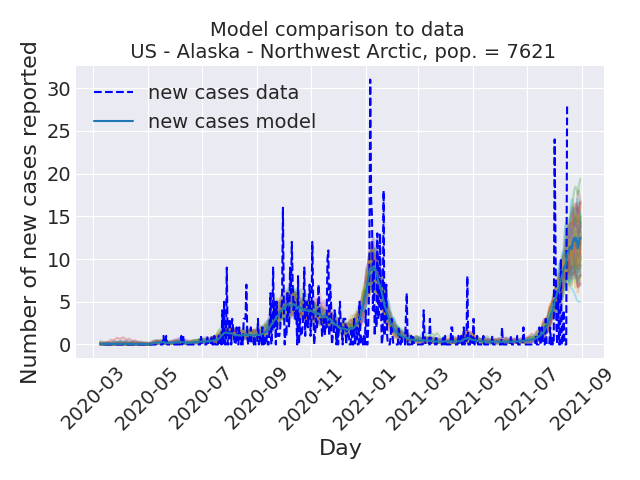 Model comparison to data
US - Alaska - Northwest Arctic, pop. = 7621
Number of new cases reported
30
25
20
15
10
5
0
new cases data
new cases model
2020-03
2020-05
2020-07
2020-09
2020-11
2021-01
2021-03
2021-05
2021-07
2021-09
Day